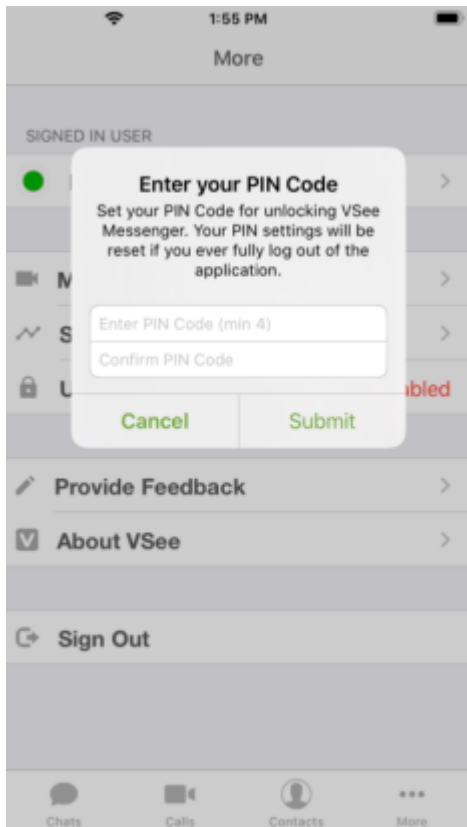 1:55 PM
More
SIGNED IN USER
Enter your PIN Code
Set your PIN Code for unlocking VSee
Messenger. Your PIN settings will be
reset if you ever fully log out of the
application.
Enter PIN Code (min 4)
Confirm PIN Code
Cancel
Submit
Provide Feedback
About VSee
Sign Out
Chats
Calls
Contacts
More